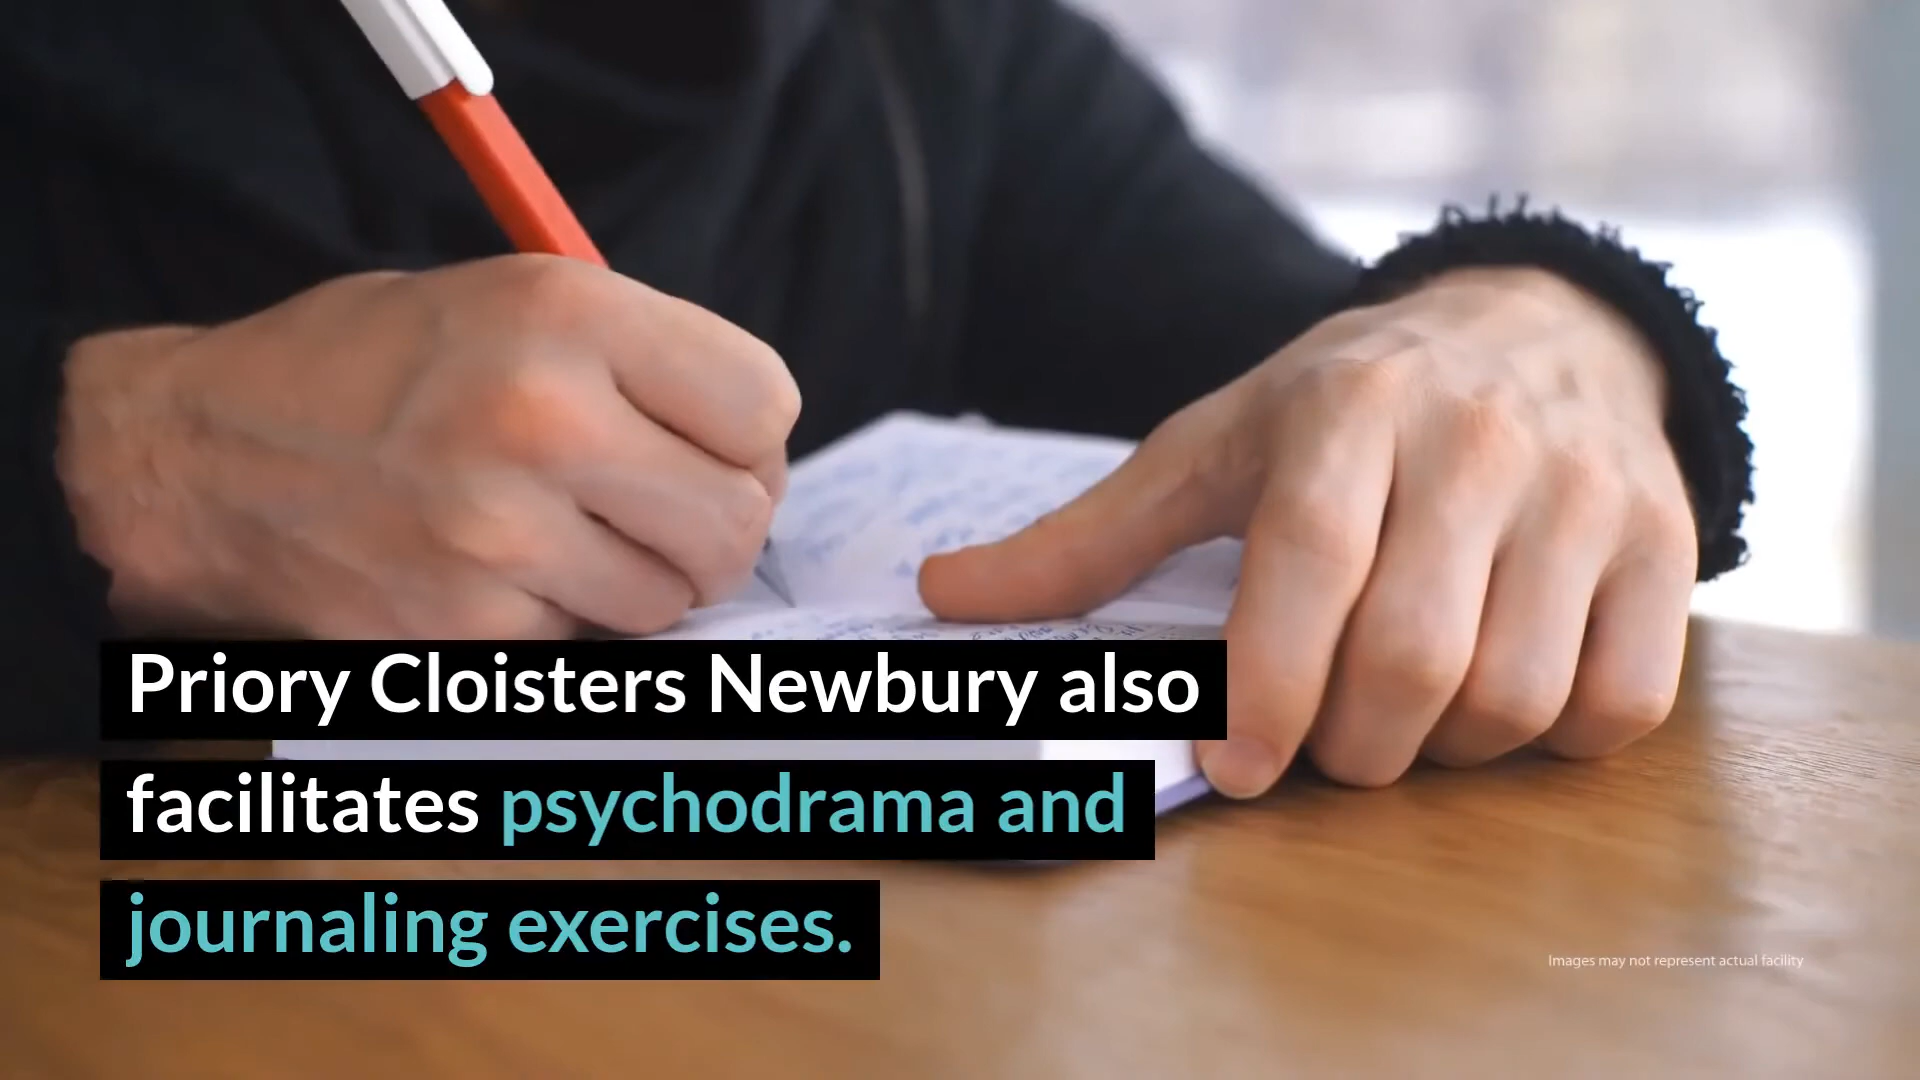 Priory Cloisters Newbury also
facilitates psychodrama and
journaling exercises.
Images may not represent actual facility